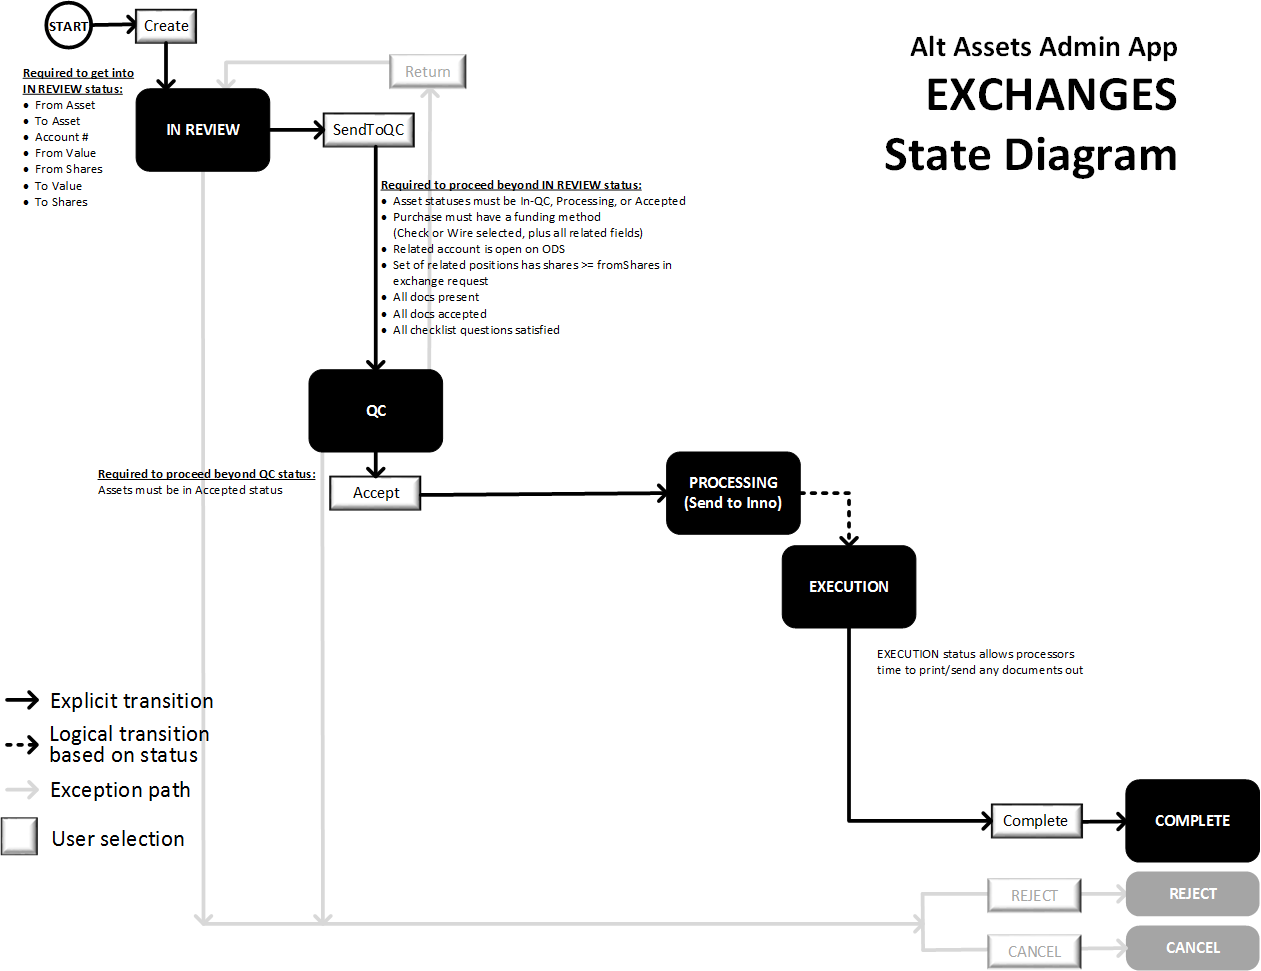 START
Create
Alt Assets Admin App
EXCHANGES
State Diagram
Return
Required to get into
IN REVIEW status:
• From Asset
• To Asset
• Account #
• From Value
• From Shares
• To Value
• To Shares
IN REVIEW
SendToQC
Required to proceed beyond IN REVIEW status:
• Asset statuses must be In-QC, Processing, or Accepted
• Purchase must have a funding method
(Check or Wire selected, plus all related fields)
• Related account is open on ODS
• Set of related positions has shares >= fromShares in
exchange request
• All docs present
• All docs accepted
• All checklist questions satisfied
QC
Required to proceed beyond QC status:
Assets must be in Accepted status
Accept
PROCESSING
(Send to Inno)
EXECUTION
EXECUTION status allows processors
time to print/send any documents out
Explicit transition
Logical transition
based on status
Exception path
User selection
Complete
COMPLETE
REJECT
REJECT
CANCEL
CANCEL